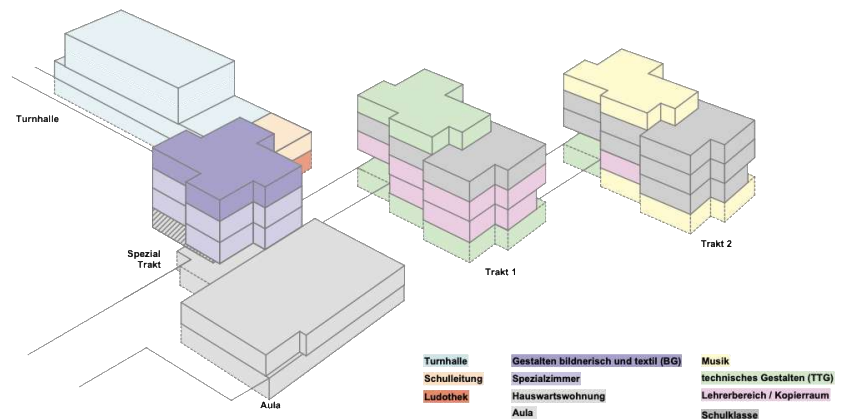 Turnhalle
Spezial
Trakt
Trakt 1
Trakt 2
Aula
Turnhalle
Schulleitung
Ludothek
Gestalten bildnerisch und textil (BG)
Spezialzimmer
Hauswartswohnung
Aula
Musik
technisches Gestalten (TTG)
Lehrerbereich / Kopierraum
Schulklasse